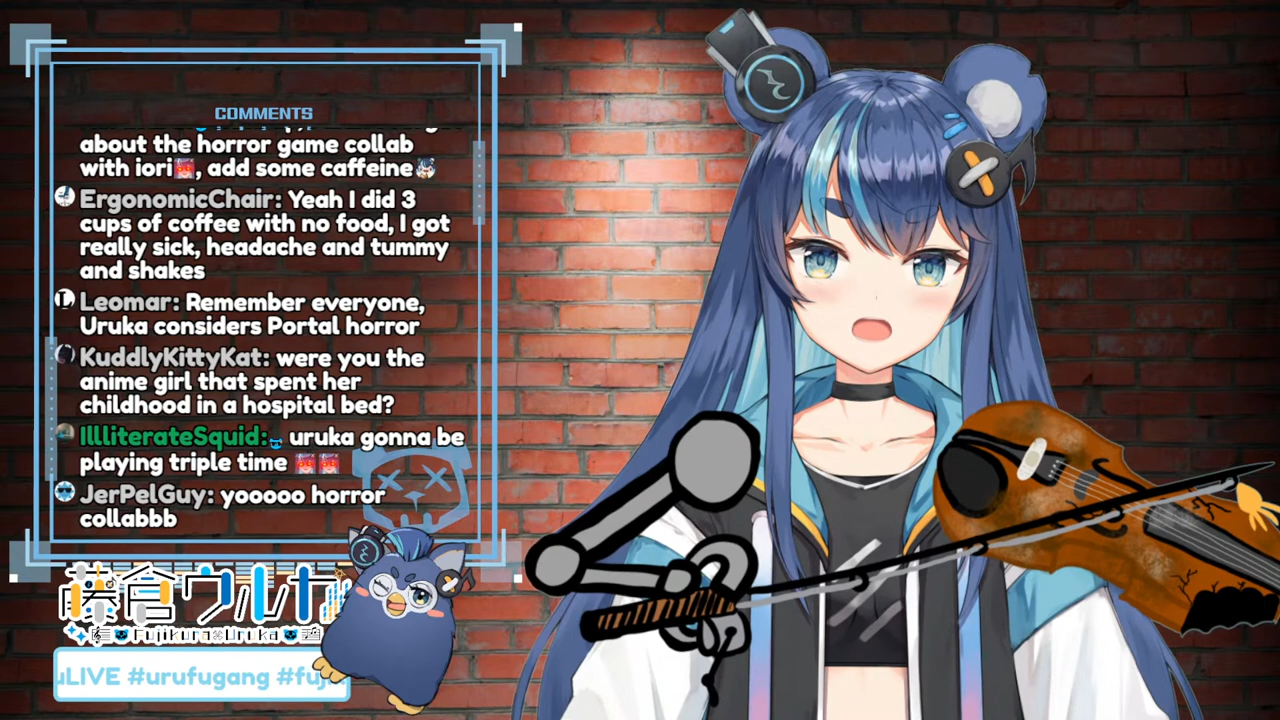 COMMENTS
about the horror game collab
with iori, add some caffeine
ErgonomicChair: Yeah I did 3
cups of coffee with no food, I got
really sick, headache and tummy
and shakes
Leomar: Remember everyone,
Uruka considers Portal horror
KuddlyKittyKat: were you the
anime girl that spent her
childhood in a hospital bed?
IllliterateSquid: uruka gonna be
playing triple time
JerPelGuy: yooooo horror
collabbb
藤倉ウルカ
Fujikura Uruka
uLIVE #urufugang #fuj